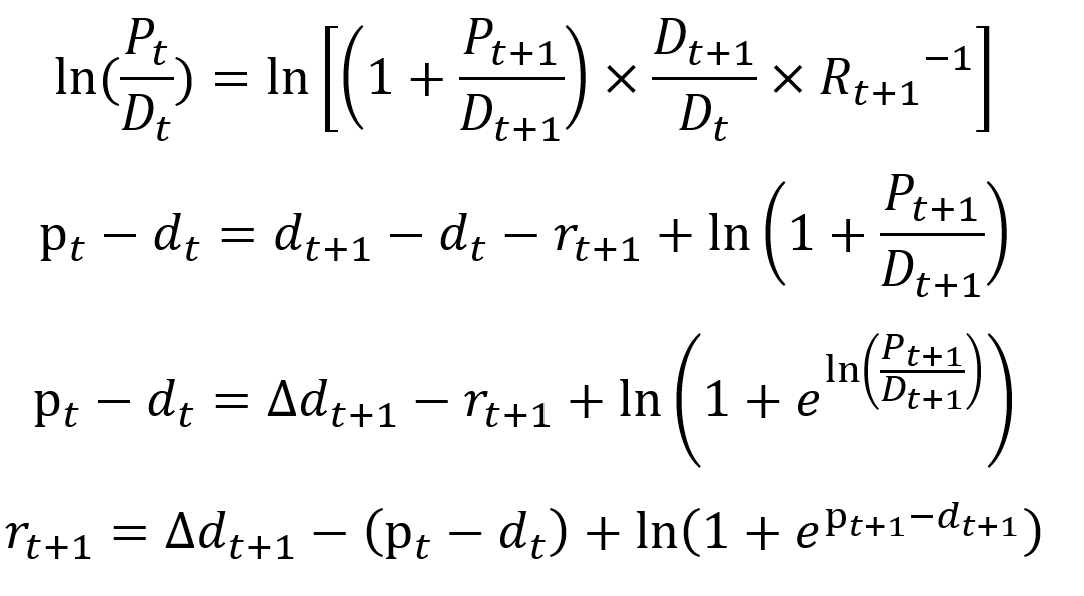 ln(P_t/D_t) = ln[(1 + P_{t+1}/D_{t+1}) × D_{t+1}/D_t × R_{t+1}^{-1}]
p_t − d_t = d_{t+1} − d_t − r_{t+1} + ln(1 + P_{t+1}/D_{t+1})
p_t − d_t = Δd_{t+1} − r_{t+1} + ln(1 + e^{ln(P_{t+1}/D_{t+1})})
r_{t+1} = Δd_{t+1} − (p_t − d_t) + ln(1 + e^{p_{t+1}−d_{t+1}})